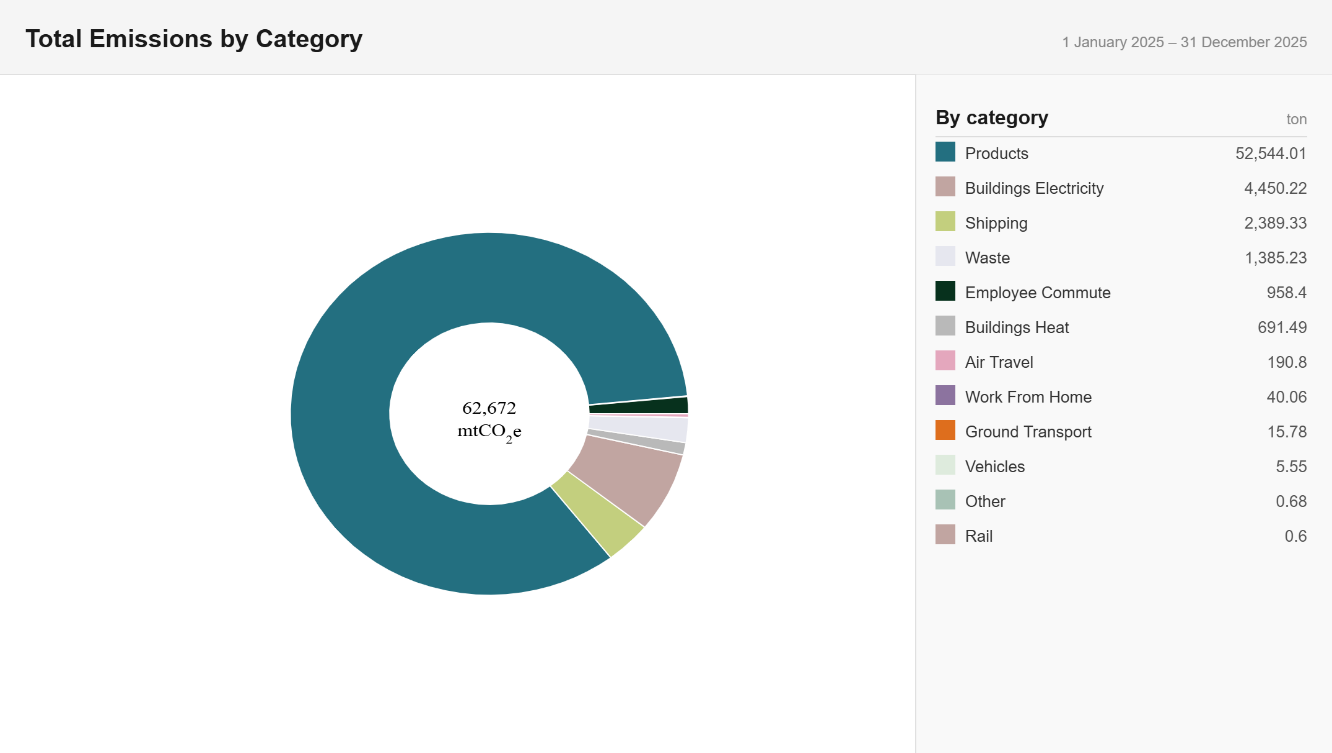 Total Emissions by Category
1 January 2025 – 31 December 2025
62,672
mtCO2e
By category ton
Products 52,544.01
Buildings Electricity 4,450.22
Shipping 2,389.33
Waste 1,385.23
Employee Commute 958.4
Buildings Heat 691.49
Air Travel 190.8
Work From Home 40.06
Ground Transport 15.78
Vehicles 5.55
Other 0.68
Rail 0.6